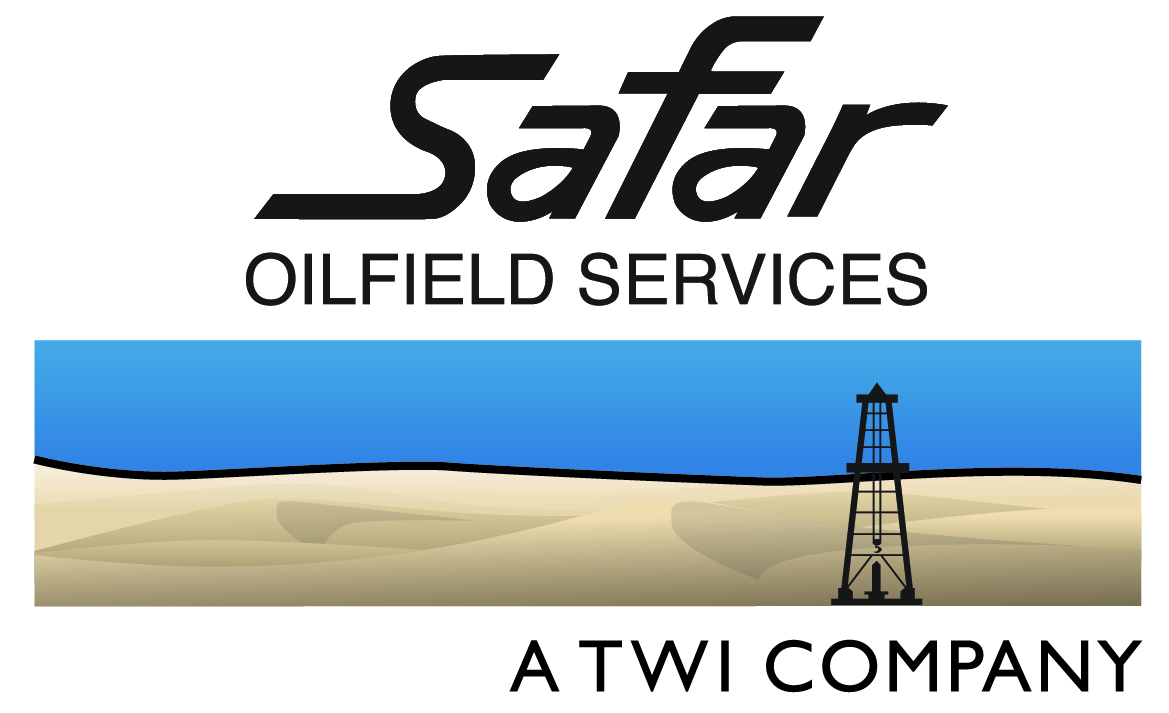 Safar
OILFIELD SERVICES
A TWI COMPANY